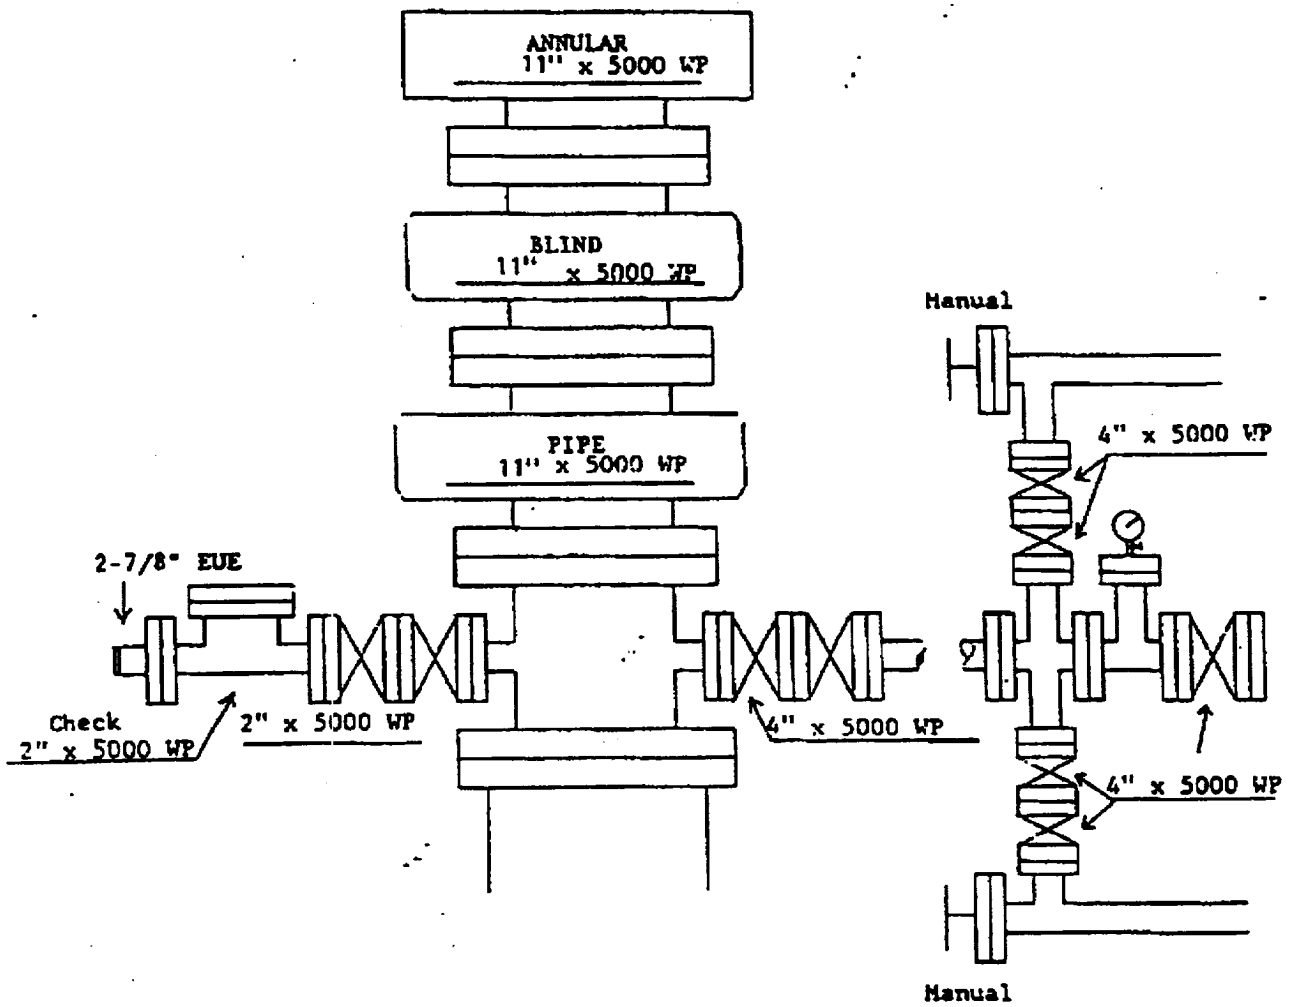 ANNULAR
11" x 5000 WP
BLIND
11" x 5000 WP
Manual
PIPE
11" x 5000 WP
4" x 5000 WP
2-7/8" EUE
Check
2" x 5000 WP
2" x 5000 WP
4" x 5000 WP
4" x 5000 WP
Manual